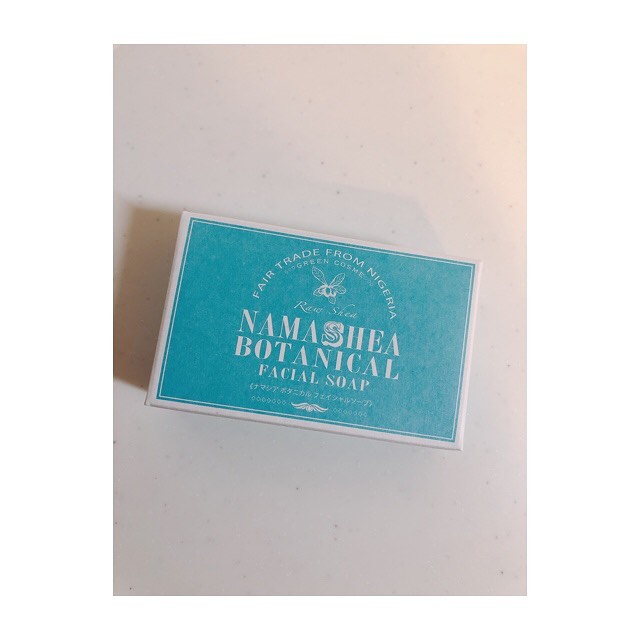 FAIR TRADE FROM NIGERIA
GREEN COSME
Raw Shea
NAMASHEA
BOTANICAL
FACIAL SOAP
《ナマシア ボタニカル フェイシャルソープ》